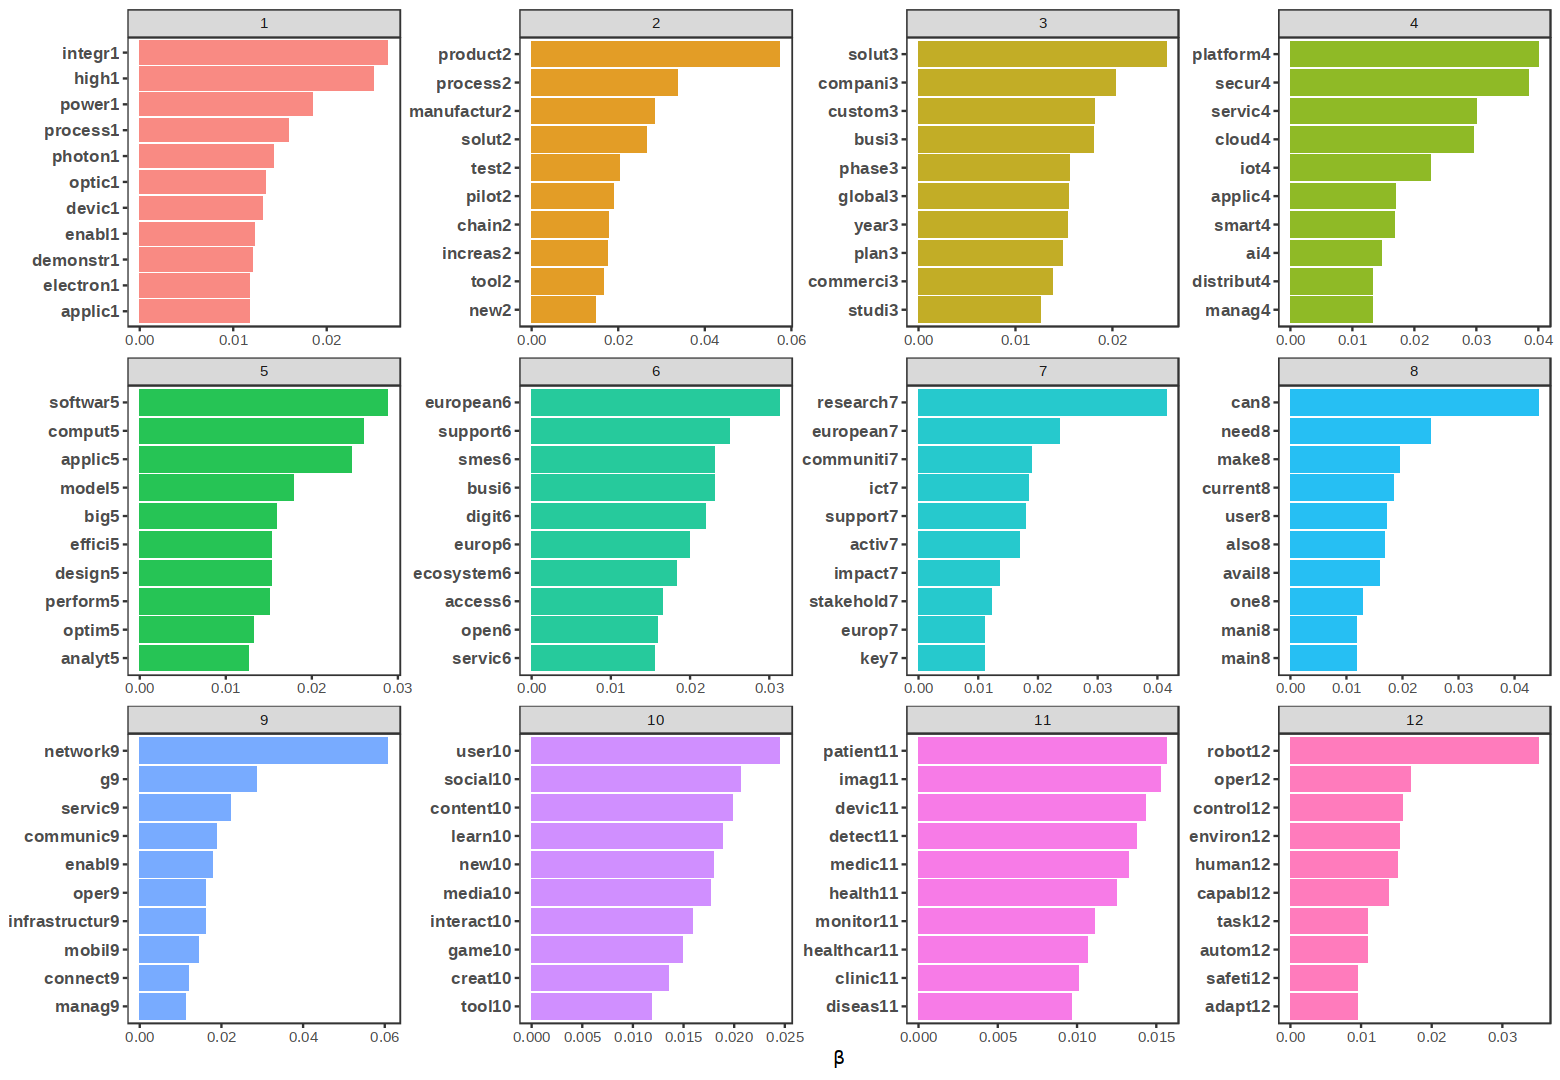 1
integr1
high1
power1
process1
photon1
optic1
devic1
enabl1
demonstr1
electron1
applic1
0.00 0.01 0.02
2
product2
process2
manufactur2
solut2
test2
pilot2
chain2
increas2
tool2
new2
0.00 0.02 0.04 0.06
3
solut3
compani3
custom3
busi3
phase3
global3
year3
plan3
commerci3
studi3
0.00 0.01 0.02
4
platform4
secur4
servic4
cloud4
iot4
applic4
smart4
ai4
distribut4
manag4
0.00 0.01 0.02 0.03 0.04
5
softwar5
comput5
applic5
model5
big5
effici5
design5
perform5
optim5
analyt5
0.00 0.01 0.02 0.03
6
european6
support6
smes6
busi6
digit6
europ6
ecosystem6
access6
open6
servic6
0.00 0.01 0.02 0.03
7
research7
european7
communiti7
ict7
support7
activ7
impact7
stakehold7
europ7
key7
0.00 0.01 0.02 0.03 0.04
8
can8
need8
make8
current8
user8
also8
avail8
one8
mani8
main8
0.00 0.01 0.02 0.03 0.04
9
network9
g9
servic9
communic9
enabl9
oper9
infrastructur9
mobil9
connect9
manag9
0.00 0.02 0.04 0.06
10
user10
social10
content10
learn10
new10
media10
interact10
game10
creat10
tool10
0.000 0.005 0.010 0.015 0.020 0.025
11
patient11
imag11
devic11
detect11
medic11
health11
monitor11
healthcar11
clinic11
diseas11
0.000 0.005 0.010 0.015
12
robot12
oper12
control12
environ12
human12
capabl12
task12
autom12
safeti12
adapt12
0.00 0.01 0.02 0.03
β